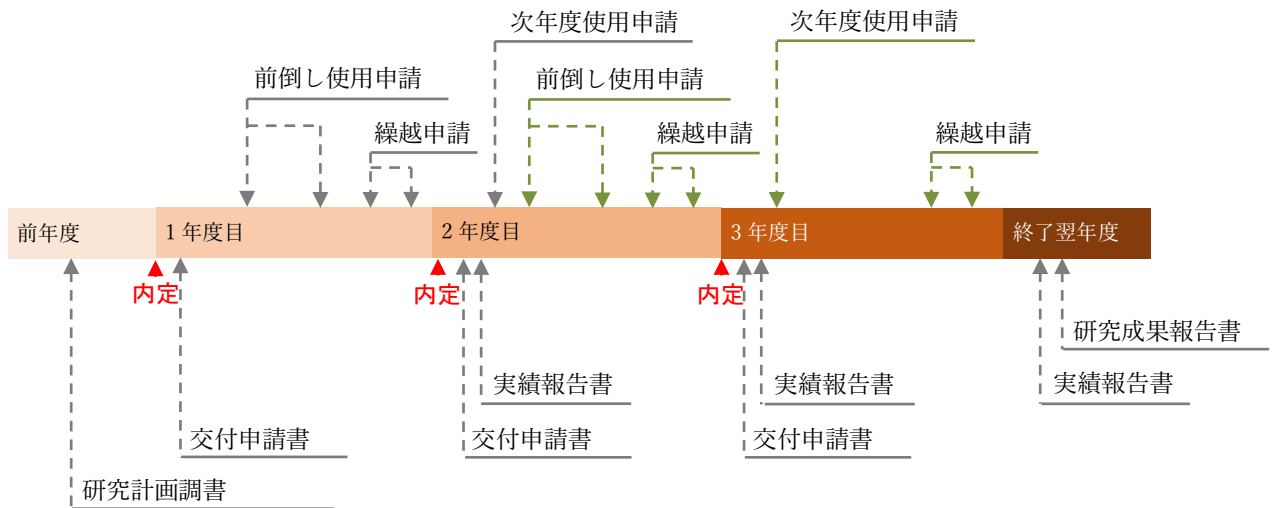 次年度使用申請
次年度使用申請
前倒し使用申請
前倒し使用申請
繰越申請
繰越申請
繰越申請
前年度
1 年度目
2 年度目
3 年度目
終了翌年度
内定
内定
内定
研究成果報告書
実績報告書
実績報告書
実績報告書
交付申請書
交付申請書
交付申請書
研究計画調書